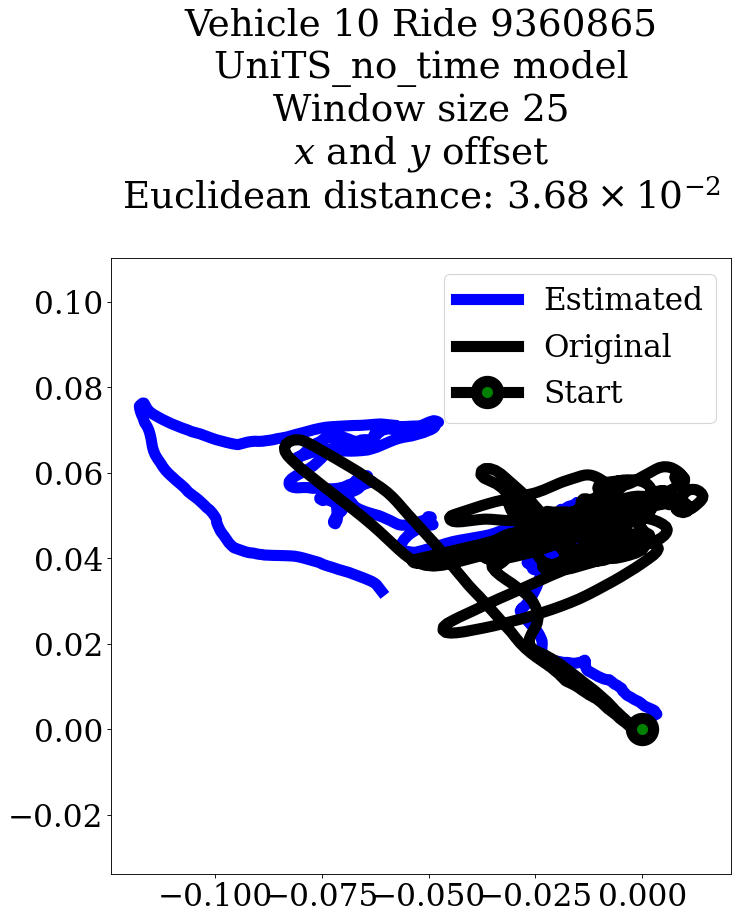 Vehicle 10 Ride 9360865
UniTS_no_time model
Window size 25
x and y offset
Euclidean distance: 3.68 × 10⁻²
Estimated
Original
Start
0.10
0.08
0.06
0.04
0.02
0.00
−0.02
−0.100 −0.075 −0.050 −0.025 0.000